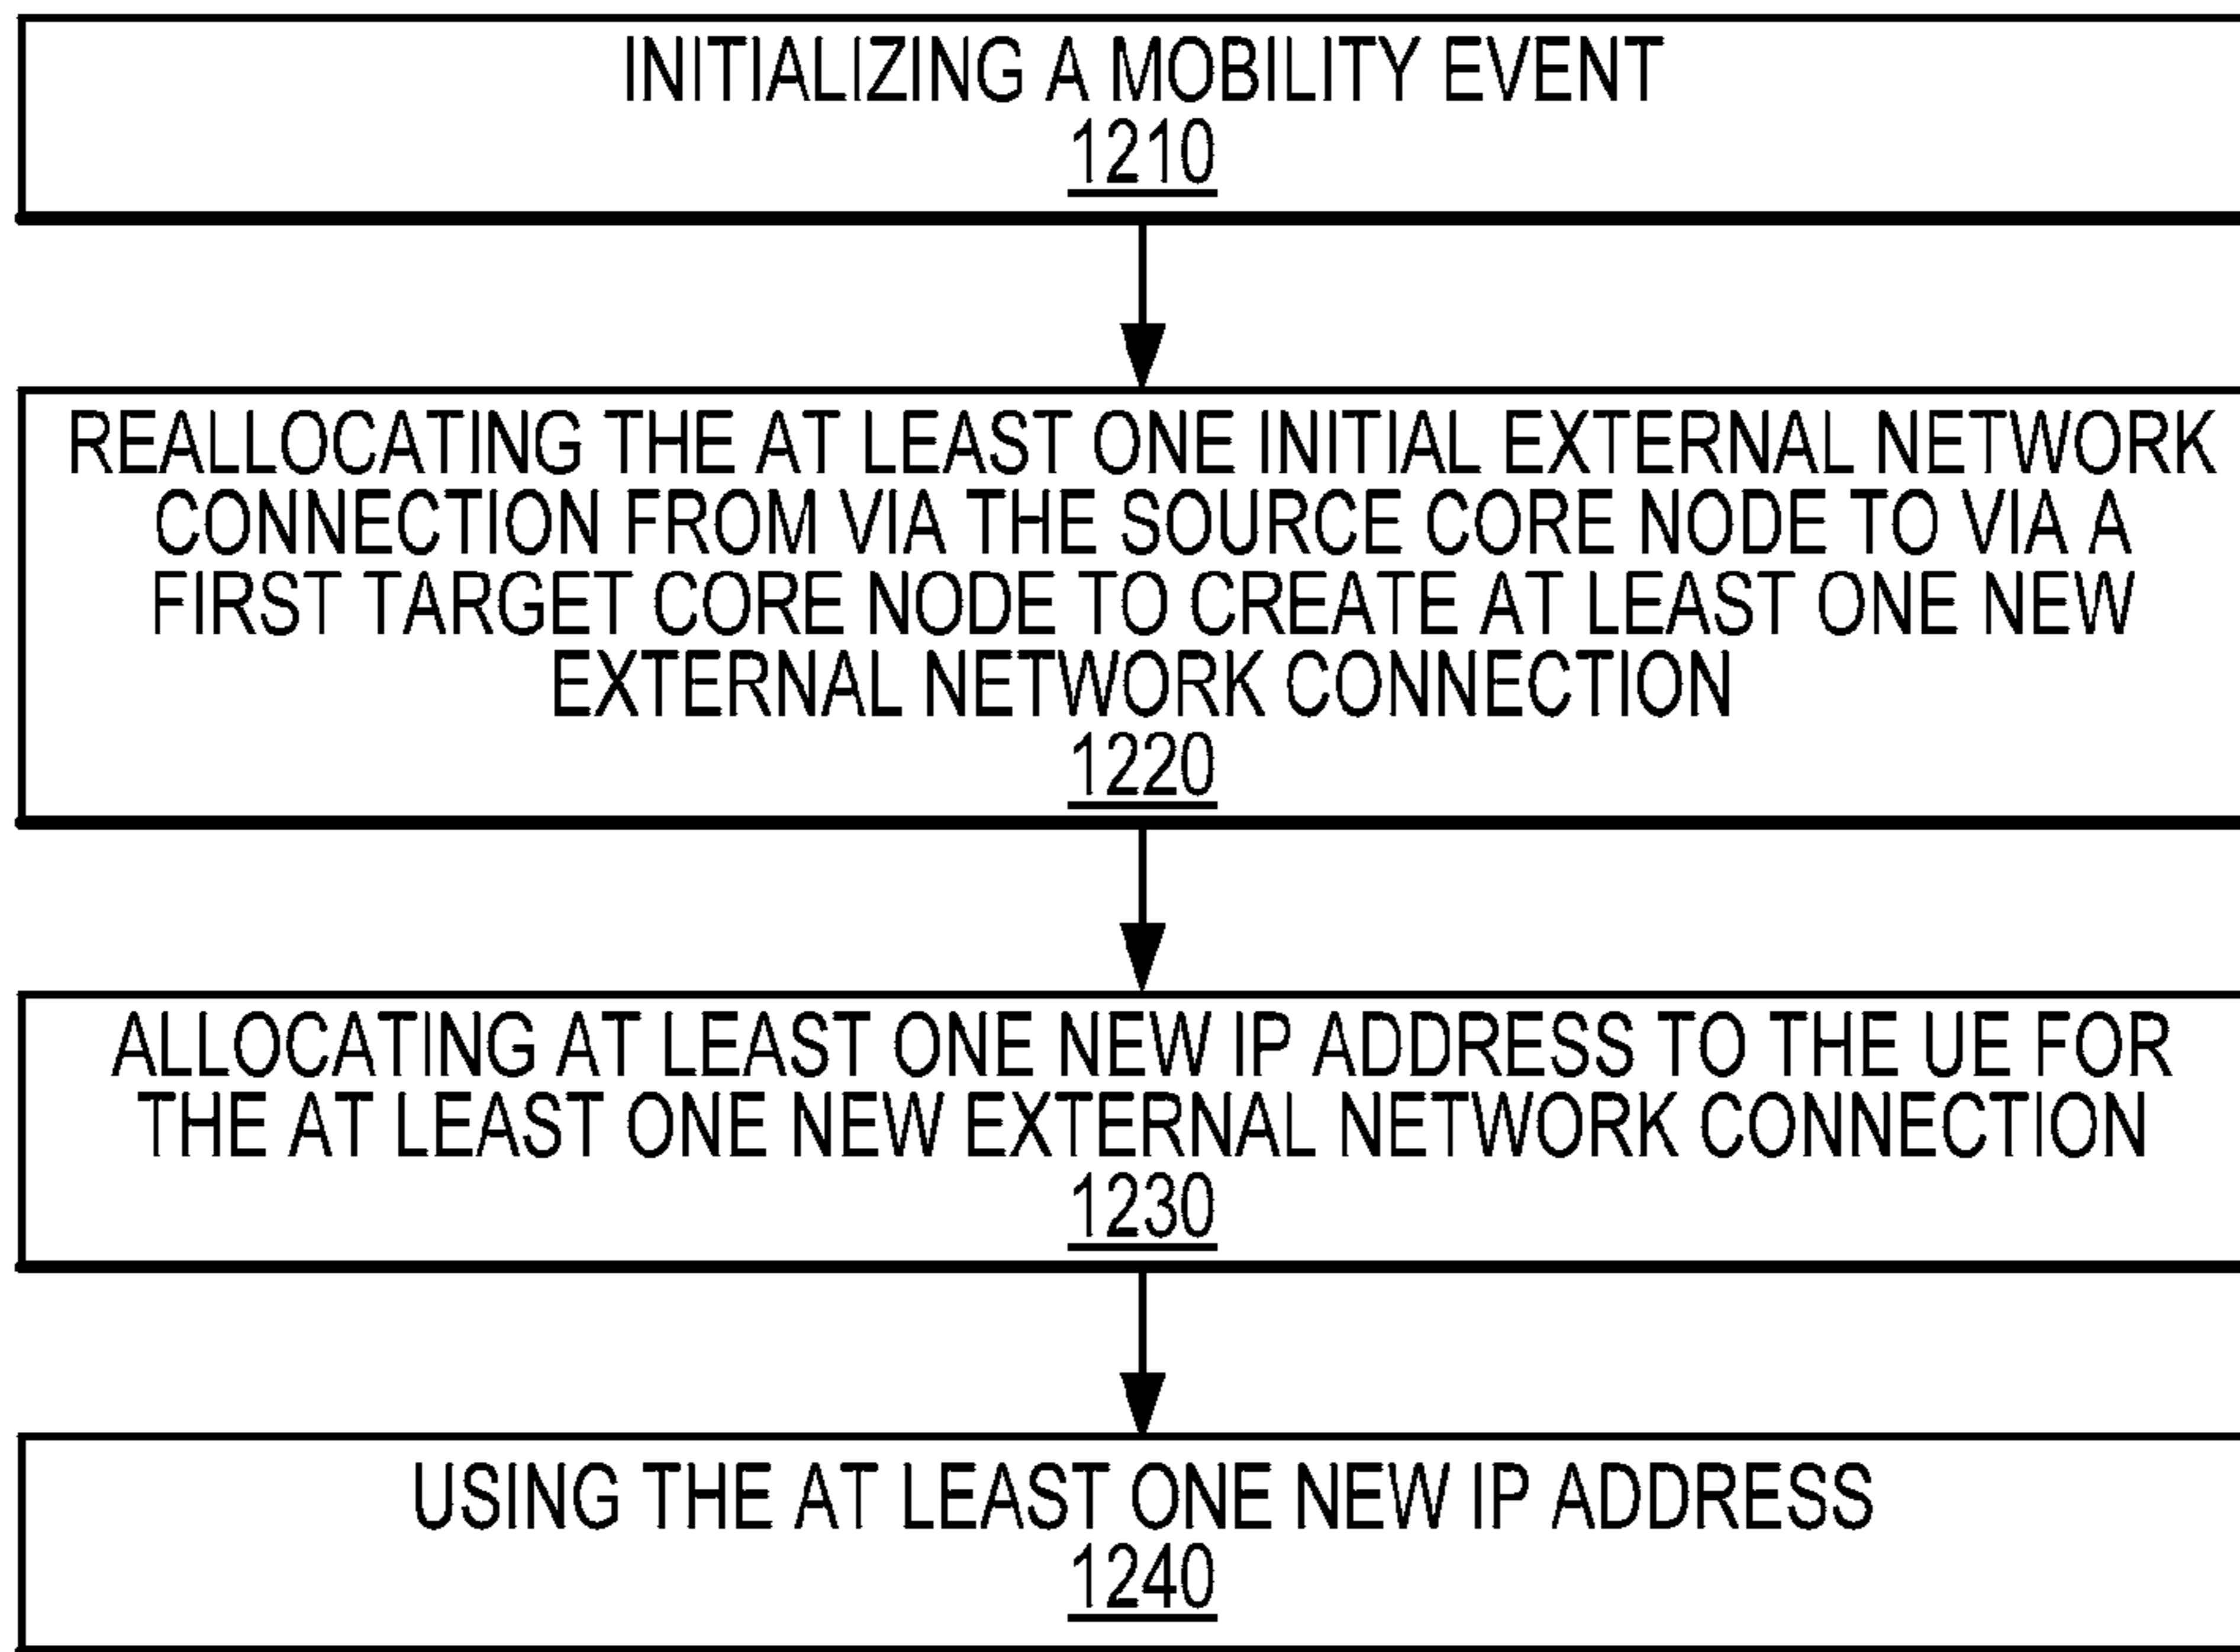 INITIALIZING A MOBILITY EVENT
1210
REALLOCATING THE AT LEAST ONE INITIAL EXTERNAL NETWORK
CONNECTION FROM VIA THE SOURCE CORE NODE TO VIA A
FIRST TARGET CORE NODE TO CREATE AT LEAST ONE NEW
EXTERNAL NETWORK CONNECTION
1220
ALLOCATING AT LEAST ONE NEW IP ADDRESS TO THE UE FOR
THE AT LEAST ONE NEW EXTERNAL NETWORK CONNECTION
1230
USING THE AT LEAST ONE NEW IP ADDRESS
1240